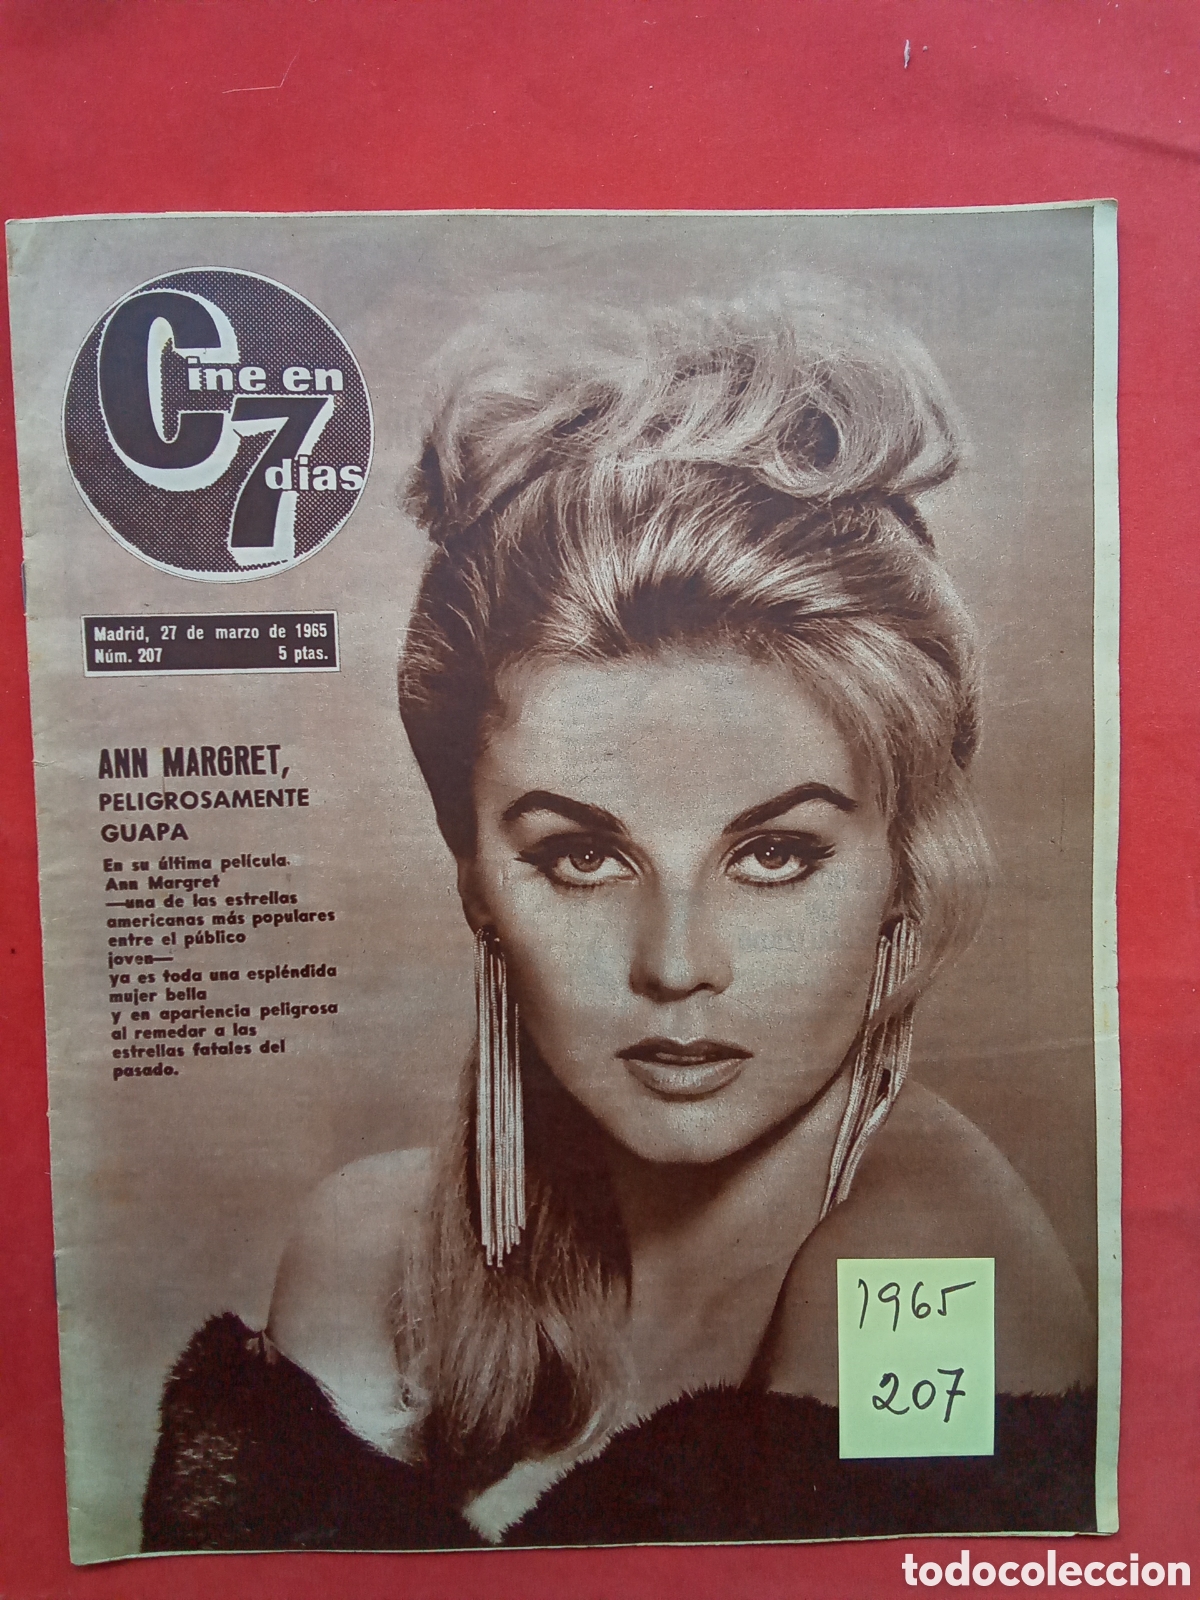 Cine en
7 dias
Madrid, 27 de marzo de 1965
Núm. 207 5 ptas.
ANN MARGRET,
PELIGROSAMENTE
GUAPA
En su última película,
Ann Margret
—una de las estrellas
americanas más populares
entre el público
joven—
ya es toda una espléndida
mujer bella
y en apariencia peligrosa
al remedar a las
estrellas fatales del
pasado.
1965
207
todocoleccion